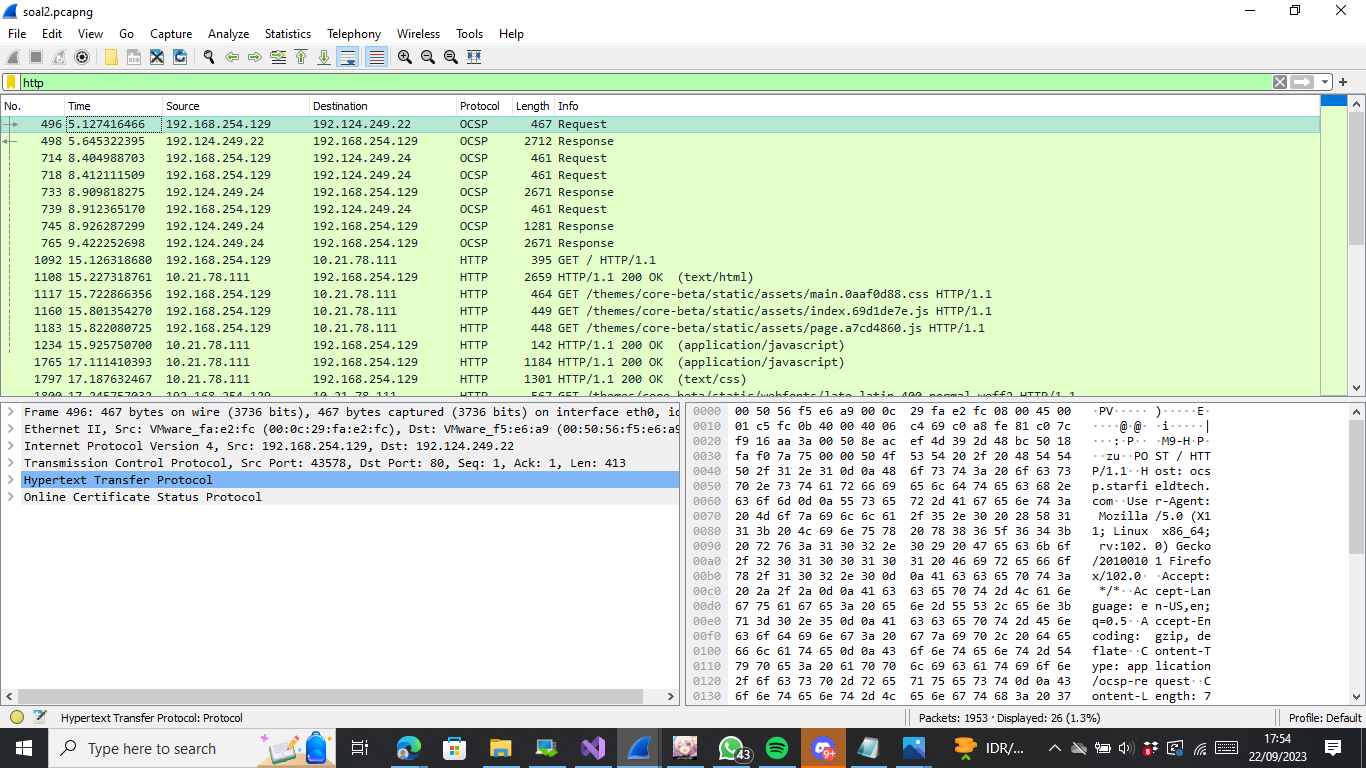 soal2.pcapng
File Edit View Go Capture Analyze Statistics Telephony Wireless Tools Help
http
No. Time Source Destination Protocol Length Info
496 5.127416466 192.168.254.129 192.124.249.22 OCSP 467 Request
498 5.645322395 192.124.249.22 192.168.254.129 OCSP 2712 Response
714 8.404988703 192.168.254.129 192.124.249.24 OCSP 461 Request
718 8.412111509 192.168.254.129 192.124.249.24 OCSP 461 Request
733 8.909818275 192.124.249.24 192.168.254.129 OCSP 2671 Response
739 8.912365170 192.168.254.129 192.124.249.24 OCSP 461 Request
745 8.926287299 192.124.249.24 192.168.254.129 OCSP 1281 Response
765 9.422252698 192.124.249.24 192.168.254.129 OCSP 2671 Response
1092 15.126318680 192.168.254.129 10.21.78.111 HTTP 395 GET / HTTP/1.1
1108 15.227318761 10.21.78.111 192.168.254.129 HTTP 2659 HTTP/1.1 200 OK (text/html)
1117 15.722866356 192.168.254.129 10.21.78.111 HTTP 464 GET /themes/core-beta/static/assets/main.0aaf0d88.css HTTP/1.1
1160 15.801354270 192.168.254.129 10.21.78.111 HTTP 449 GET /themes/core-beta/static/assets/index.69d1de7e.js HTTP/1.1
1183 15.822080725 192.168.254.129 10.21.78.111 HTTP 448 GET /themes/core-beta/static/assets/page.a7cd4860.js HTTP/1.1
1234 15.925750700 10.21.78.111 192.168.254.129 HTTP 142 HTTP/1.1 200 OK (application/javascript)
1765 17.111410393 10.21.78.111 192.168.254.129 HTTP 1184 HTTP/1.1 200 OK (application/javascript)
1797 17.187632467 10.21.78.111 192.168.254.129 HTTP 1301 HTTP/1.1 200 OK (text/css)
Frame 496: 467 bytes on wire (3736 bits), 467 bytes captured (3736 bits) on interface eth0, id
Ethernet II, Src: VMware_fa:e2:fc (00:0c:29:fa:e2:fc), Dst: VMware_f5:e6:a9 (00:50:56:f5:e6:a9
Internet Protocol Version 4, Src: 192.168.254.129, Dst: 192.124.249.22
Transmission Control Protocol, Src Port: 43578, Dst Port: 80, Seq: 1, Ack: 1, Len: 413
Hypertext Transfer Protocol
Online Certificate Status Protocol
0000 00 50 56 f5 e6 a9 00 0c 29 fa e2 fc 08 00 45 00 ·PV····· )·····E·
0010 01 c5 fc 0b 40 00 40 06 c4 69 c0 a8 fe 81 c0 7c ····@·@· ·i·····|
0020 f9 16 aa 3a 00 50 8e ac ef 4d 39 2d 48 bc 50 18 ···:·P·· ·M9-H·P·
0030 fa f0 7a 75 00 00 50 4f 53 54 20 2f 20 48 54 54 ··zu··PO ST / HTT
0040 50 2f 31 2e 31 0d 0a 48 6f 73 74 3a 20 6f 63 73 P/1.1··H ost: ocs
0050 70 2e 73 74 61 72 66 69 65 6c 64 74 65 63 68 2e p.starfi eldtech.
0060 63 6f 6d 0d 0a 55 73 65 72 2d 41 67 65 6e 74 3a com··Use r-Agent:
0070 20 4d 6f 7a 69 6c 6c 61 2f 35 2e 30 20 28 58 31 Mozilla /5.0 (X1
0080 31 3b 20 4c 69 6e 75 78 20 78 38 36 5f 36 34 3b 1; Linux x86_64;
0090 20 72 76 3a 31 30 32 2e 30 29 20 47 65 63 6b 6f rv:102. 0) Gecko
00a0 2f 32 30 31 30 30 31 30 31 20 46 69 72 65 66 6f /2010010 1 Firefo
00b0 78 2f 31 30 32 2e 30 0d 0a 41 63 63 65 70 74 3a x/102.0· ·Accept:
00c0 20 2a 2f 2a 0d 0a 41 63 63 65 70 74 2d 4c 61 6e */*··Ac cept-Lan
00d0 67 75 61 67 65 3a 20 65 6e 2d 55 53 2c 65 6e 3b guage: e n-US,en;
00e0 71 3d 30 2e 35 0d 0a 41 63 63 65 70 74 2d 45 6e q=0.5··A ccept-En
00f0 63 6f 64 69 6e 67 3a 20 67 7a 69 70 2c 20 64 65 coding: gzip, de
0100 66 6c 61 74 65 0d 0a 43 6f 6e 74 65 6e 74 2d 54 flate··C ontent-T
0110 79 70 65 3a 20 61 70 70 6c 69 63 61 74 69 6f 6e ype: app lication
0120 2f 6f 63 73 70 2d 72 65 71 75 65 73 74 0d 0a 43 /ocsp-re quest··C
0130 6f 6e 74 65 6e 74 2d 4c 65 6e 67 74 68 3a 20 37 ontent-L ength: 7
Hypertext Transfer Protocol: Protocol Packets: 1953 · Displayed: 26 (1.3%) Profile: Default
Type here to search 43 9+ IDR/... 17:54
22/09/2023